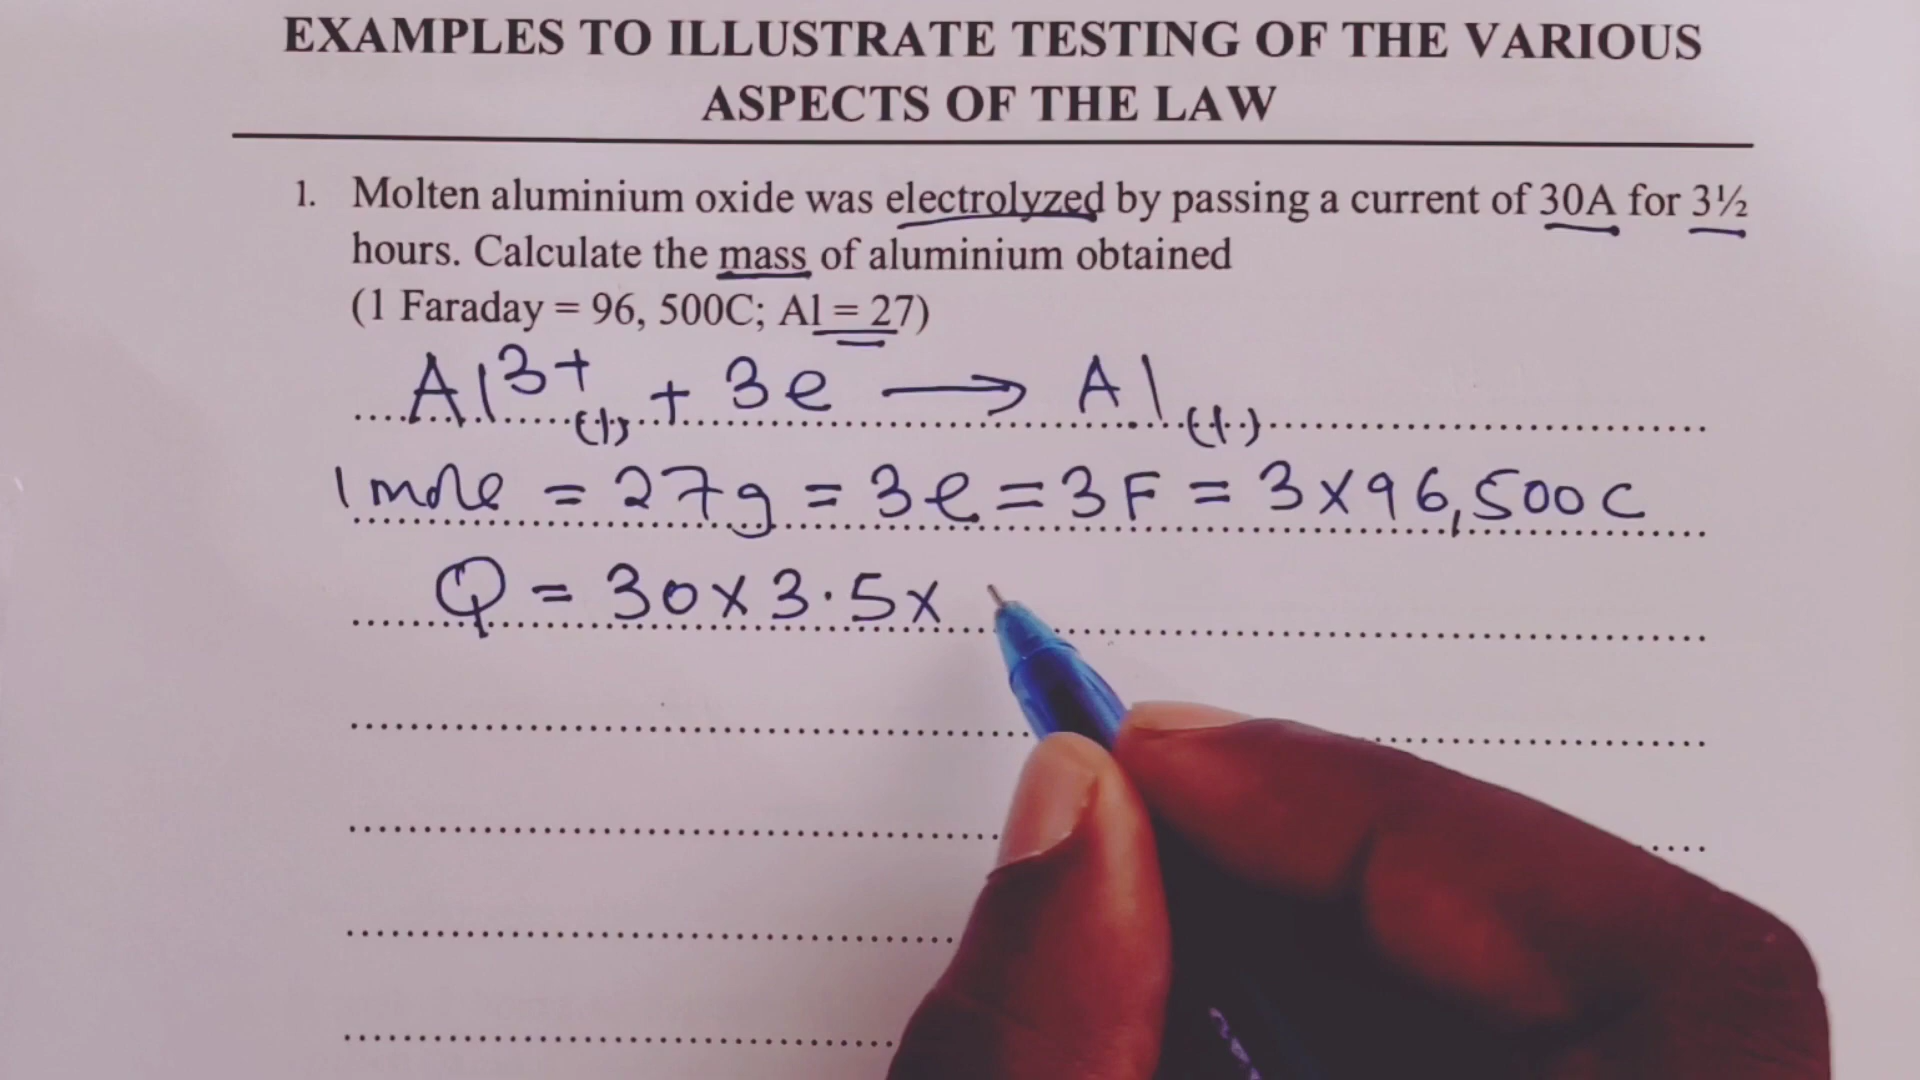 EXAMPLES TO ILLUSTRATE TESTING OF THE VARIOUS
ASPECTS OF THE LAW
1. Molten aluminium oxide was electrolyzed by passing a current of 30A for 3½
hours. Calculate the mass of aluminium obtained
(1 Faraday = 96, 500C; Al = 27)
Al³⁺(l) + 3e → Al(l)
1 mole = 27g = 3e = 3F = 3×96,500C
Q = 30×3.5×